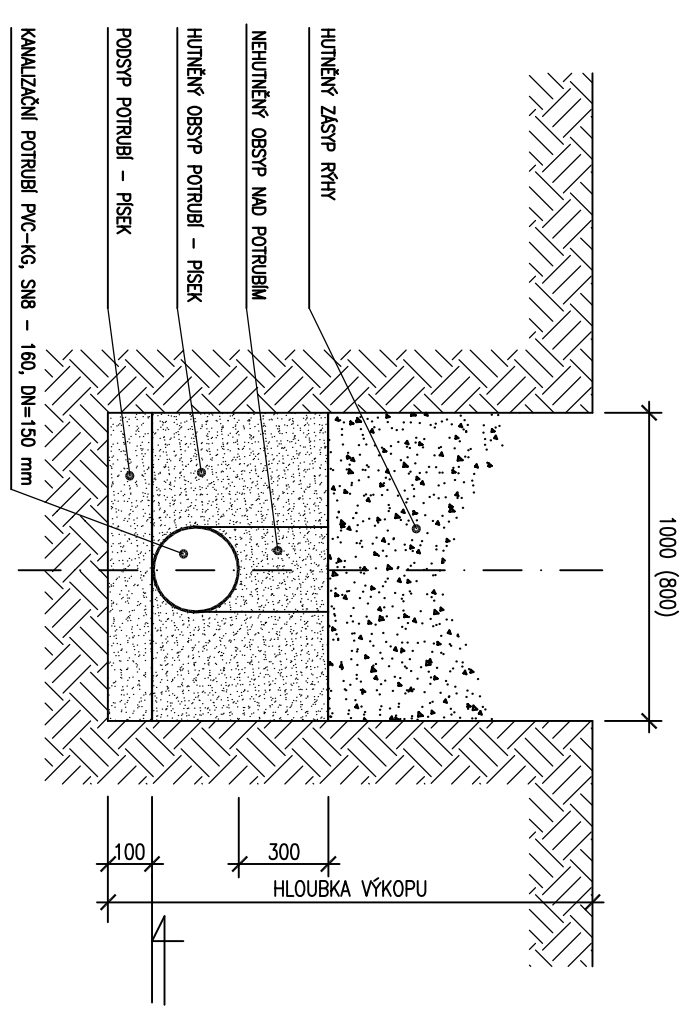 HUTNĚNÝ ZÁSYP RÝHY
NEHUTNĚNÝ OBSYP NAD POTRUBÍM
HUTNĚNÝ OBSYP POTRUBÍ - PÍSEK
PODSYP POTRUBÍ - PÍSEK
KANALIZAČNÍ POTRUBÍ PVC-KG, SN8 - 160, DN=150 mm
1000 (800)
300
100
HLOUBKA VÝKOPU